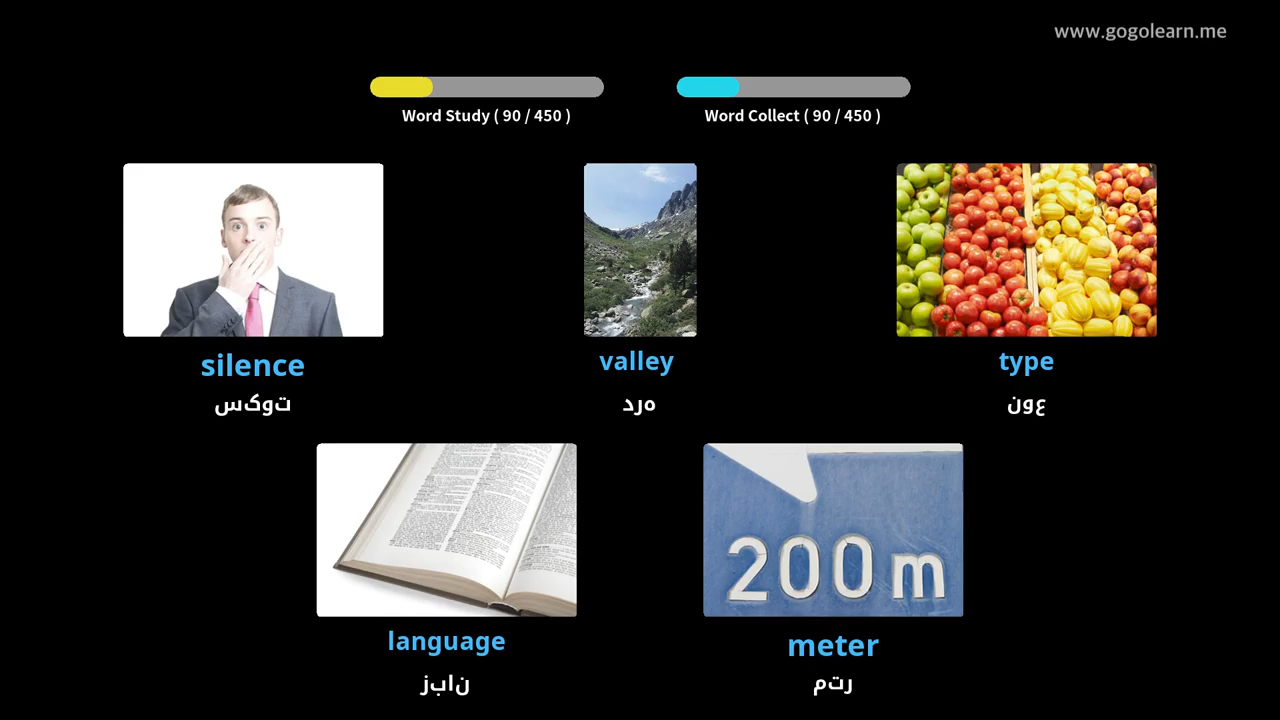 www.gogolearn.me
Word Study ( 90 / 450 )
Word Collect ( 90 / 450 )
silence
توکس
valley
هرد
type
عون
200 m
language
نابز
meter
رتم